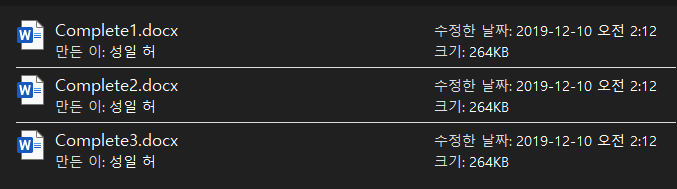 Complete1.docx 수정한 날짜: 2019-12-10 오전 2:12
만든 이: 성일 허 크기: 264KB
Complete2.docx 수정한 날짜: 2019-12-10 오전 2:12
만든 이: 성일 허 크기: 264KB
Complete3.docx 수정한 날짜: 2019-12-10 오전 2:12
만든 이: 성일 허 크기: 264KB